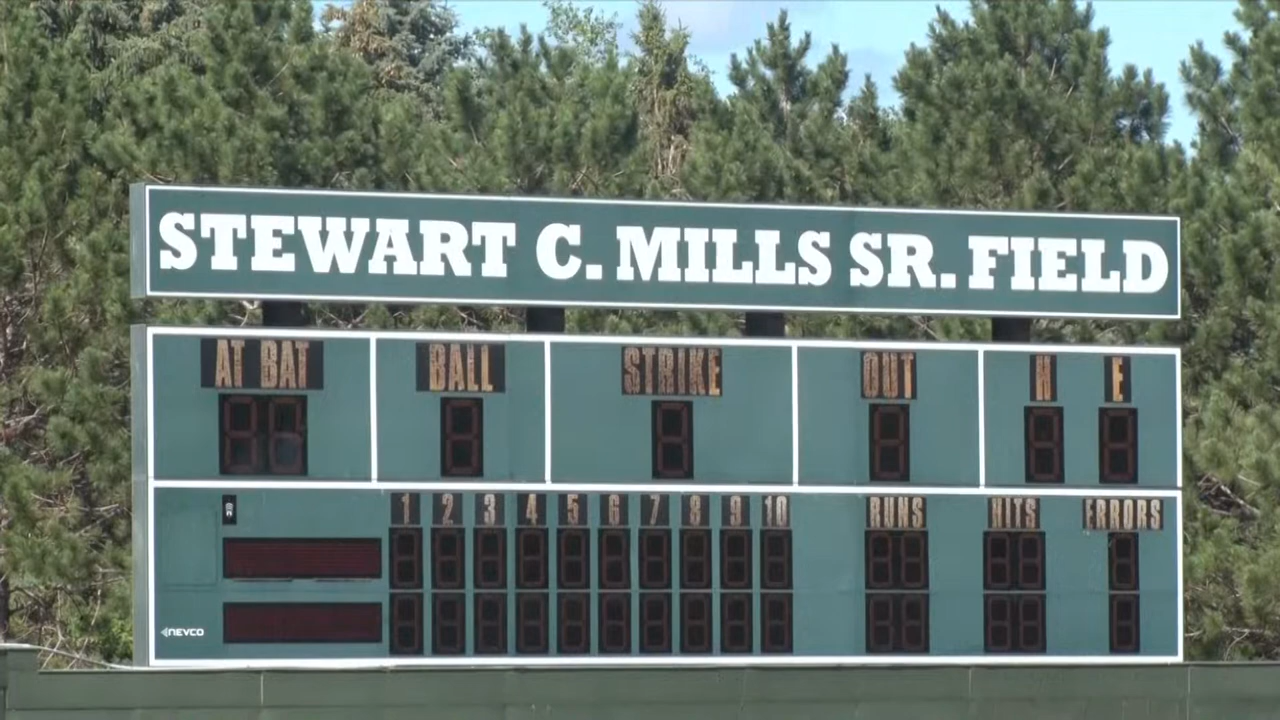 STEWART C. MILLS SR. FIELD
AT BAT BALL STRIKE OUT H E
1 2 3 4 5 6 7 8 9 10 RUNS HITS ERRORS
NEVCO